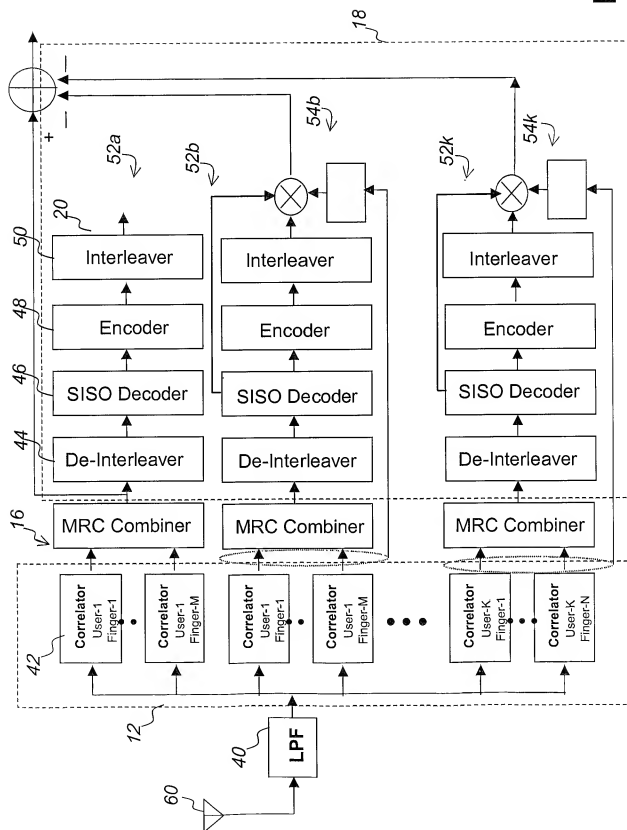 18
−
−
+
52a
52b
54b
52k
54k
20
50
Interleaver
Interleaver
Interleaver
48
Encoder
Encoder
Encoder
46
SISO Decoder
SISO Decoder
SISO Decoder
44
De-Interleaver
De-Interleaver
De-Interleaver
16
MRC Combiner
MRC Combiner
MRC Combiner
42
Correlator
User-1
Finger-1
Correlator
User-1
Finger-M
Correlator
User-1
Finger-1
Correlator
User-1
Finger-M
Correlator
User-K
Finger-1
Correlator
User-K
Finger-N
12
40
LPF
60